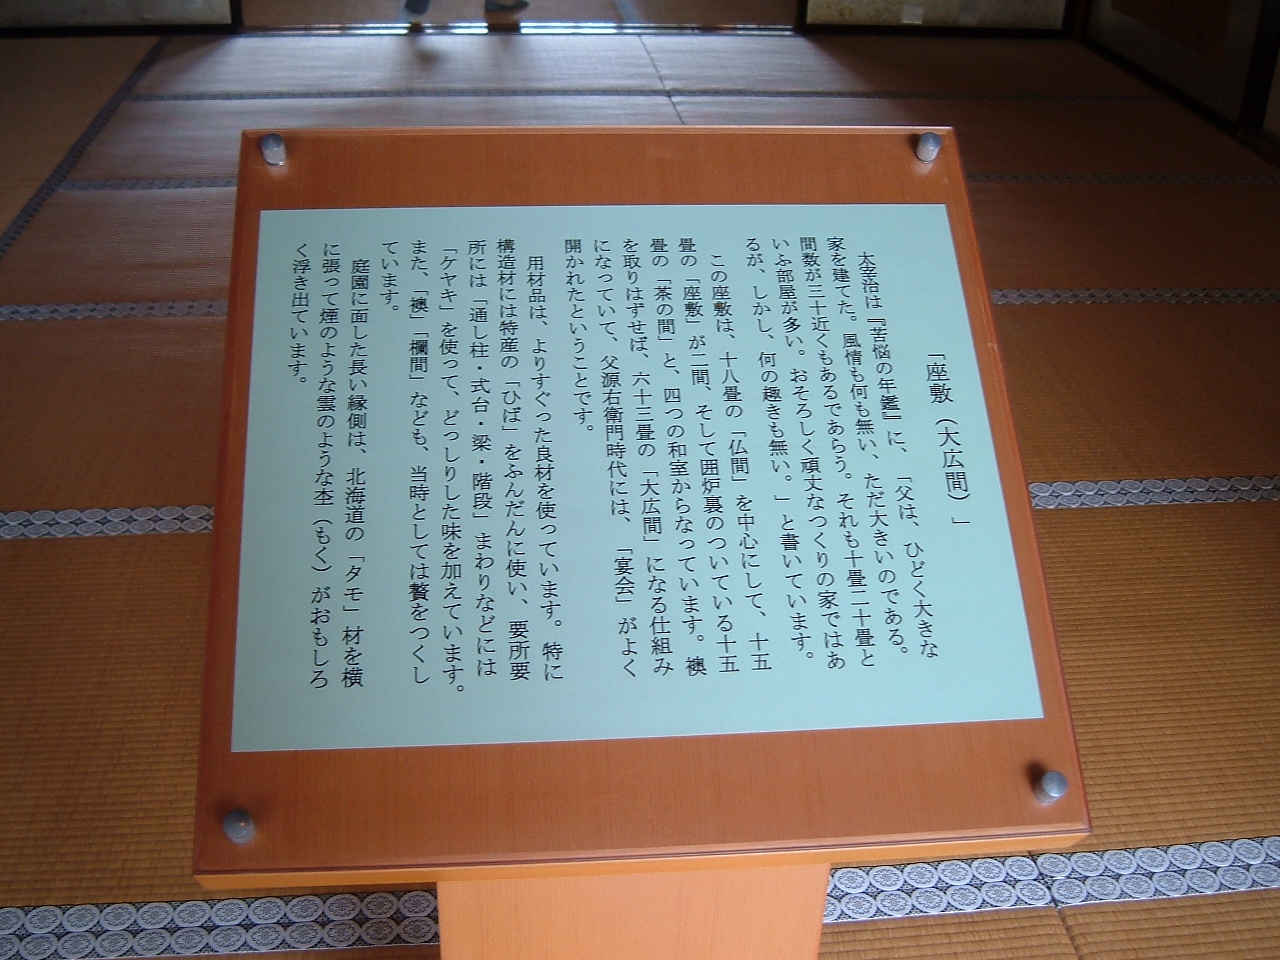 「座敷（大広間）」
太宰治は『苦悩の年鑑』に、「父は、ひどく大きな
家を建てた。風情も何も無い、ただ大きいのである。
間数が三十近くもあるであらう。それも十畳二十畳と
いふ部屋が多い。おそろしく頑丈なつくりの家ではあ
るが、しかし、何の趣きも無い。」と書いています。
この座敷は、十八畳の「仏間」を中心にして、十五
畳の「座敷」が二間、そして囲炉裏のついている十五
畳の「茶の間」と、四つの和室からなっています。襖
を取りはずせば、六十三畳の「大広間」になる仕組み
になっていて、父源右衛門時代には、「宴会」がよく
開かれたということです。
用材品は、よりすぐった良材を使っています。特に
構造材には特産の「ひば」をふんだんに使い、要所要
所には「通し柱・式台・梁・階段」まわりなどには
「ケヤキ」を使って、どっしりした味を加えています。
また、「襖」「欄間」なども、当時としては贅をつくし
ています。
庭園に面した長い縁側は、北海道の「タモ」材を横
に張って煙のような雲のような杢（もく）がおもしろ
く浮き出ています。